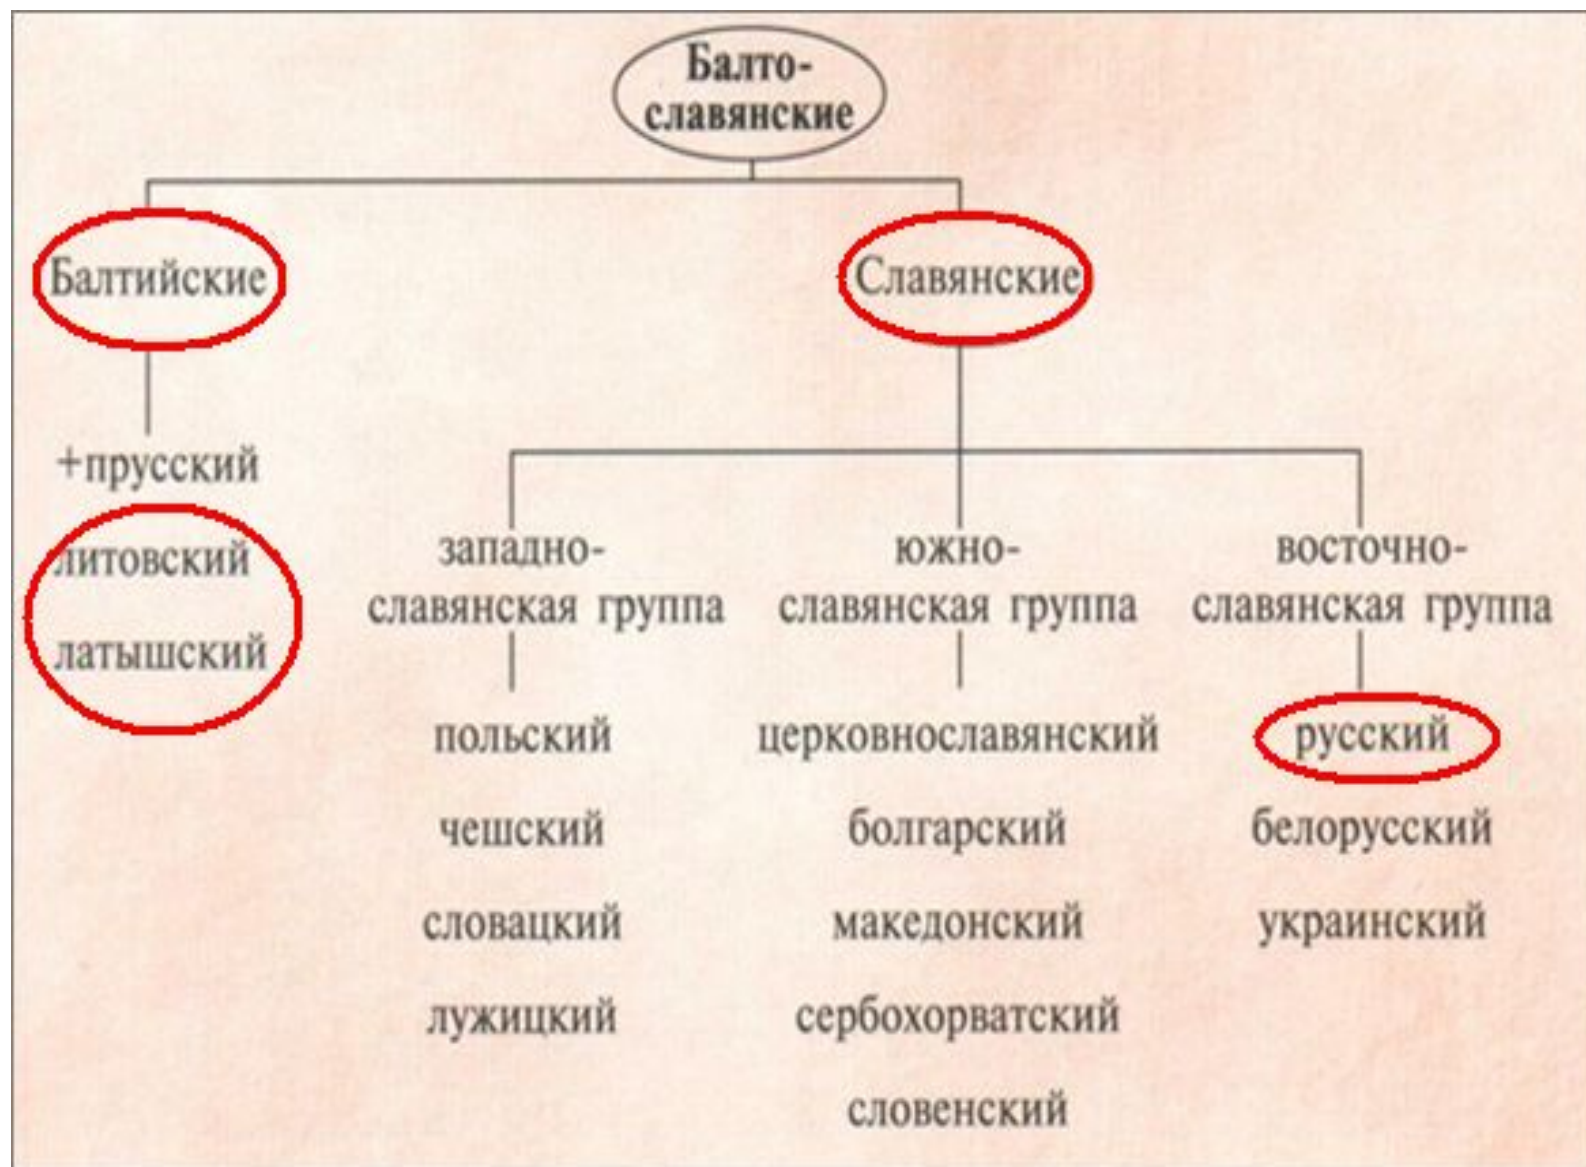 Балто-
славянские
Балтийские
Славянские
+прусский
литовский
латышский
западно-
славянская группа
южно-
славянская группа
восточно-
славянская группа
польский
чешский
словацкий
лужицкий
церковнославянский
болгарский
македонский
сербохорватский
словенский
русский
белорусский
украинский